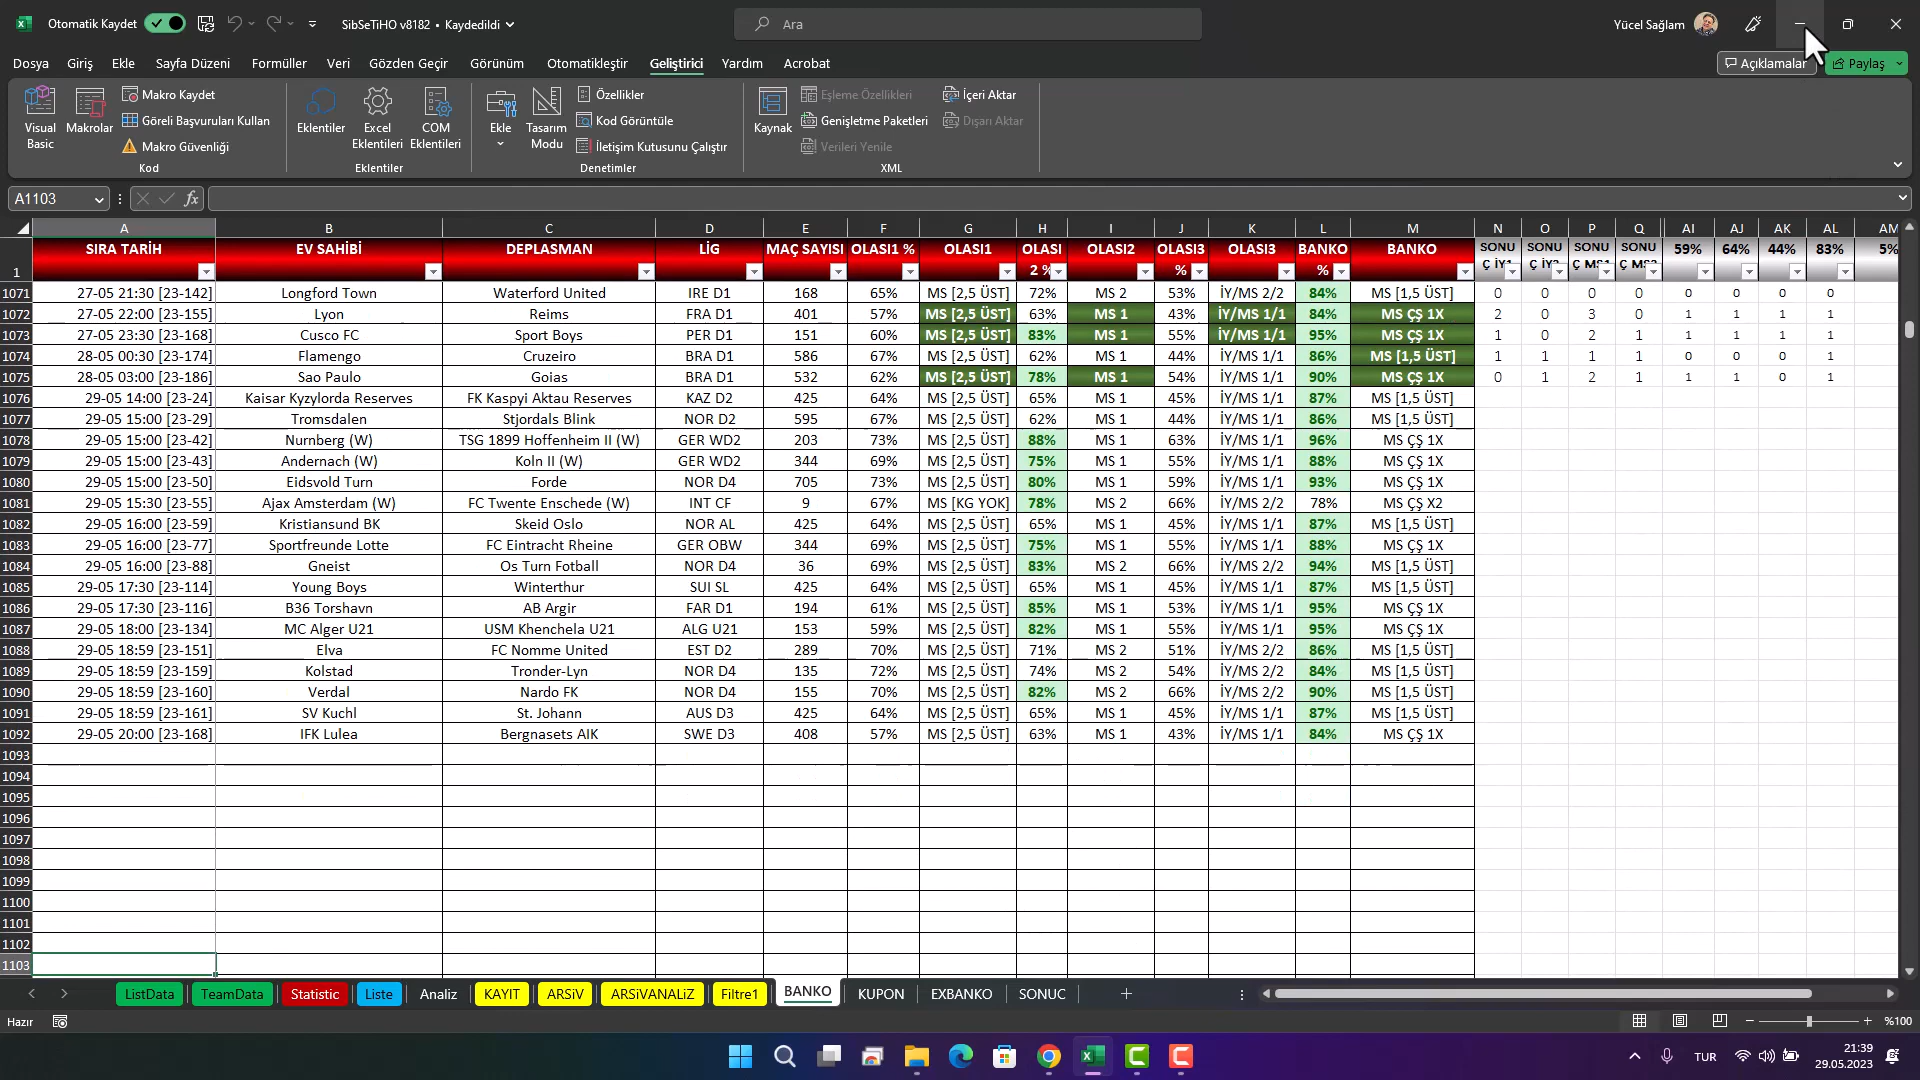 Otomatik Kaydet SibSeTiHO v8182 • Kaydedildi Ara Yücel Sağlam
Dosya Giriş Ekle Sayfa Düzeni Formüller Veri Gözden Geçir Görünüm Otomatikleştir Geliştirici Yardım Acrobat Açıklamalar Paylaş
Visual Basic
Makrolar
Makro Kaydet
Göreli Başvuruları Kullan
Makro Güvenliği
Kod
Eklentiler
Excel Eklentileri
COM Eklentileri
Eklentiler
Ekle
Tasarım Modu
Özellikler
Kod Görüntüle
İletişim Kutusunu Çalıştır
Denetimler
Kaynak
Eşleme Özellikleri
Genişletme Paketleri
Verileri Yenile
İçeri Aktar
Dışarı Aktar
XML
A1103 fx
A B C D E F G H I J K L M N O P Q AI AJ AK AL AM
1 SIRA TARİH EV SAHİBİ DEPLASMAN LİG MAÇ SAYISI OLASI1 % OLASI1 OLASI 2 % OLASI2 OLASI3 % OLASI3 BANKO % BANKO SONU Ç İY1 SONU Ç İY2 SONU Ç MS1 SONU Ç MS2 59% 64% 44% 83% 5%
1071 27-05 21:30 [23-142] Longford Town Waterford United IRE D1 168 65% MS [2,5 ÜST] 72% MS 2 53% İY/MS 2/2 84% MS [1,5 ÜST] 0 0 0 0 0 0 0 0
1072 27-05 22:00 [23-155] Lyon Reims FRA D1 401 57% MS [2,5 ÜST] 63% MS 1 43% İY/MS 1/1 84% MS ÇŞ 1X 2 0 3 0 1 1 1 1
1073 27-05 23:30 [23-168] Cusco FC Sport Boys PER D1 151 60% MS [2,5 ÜST] 83% MS 1 55% İY/MS 1/1 95% MS ÇŞ 1X 1 0 2 1 1 1 1 1
1074 28-05 00:30 [23-174] Flamengo Cruzeiro BRA D1 586 67% MS [2,5 ÜST] 62% MS 1 44% İY/MS 1/1 86% MS [1,5 ÜST] 1 1 1 1 0 0 0 1
1075 28-05 03:00 [23-186] Sao Paulo Goias BRA D1 532 62% MS [2,5 ÜST] 78% MS 1 54% İY/MS 1/1 90% MS ÇŞ 1X 0 1 2 1 1 1 0 1
1076 29-05 14:00 [23-24] Kaisar Kyzylorda Reserves FK Kaspyi Aktau Reserves KAZ D2 425 64% MS [2,5 ÜST] 65% MS 1 45% İY/MS 1/1 87% MS [1,5 ÜST]
1077 29-05 15:00 [23-29] Tromsdalen Stjordals Blink NOR D2 595 67% MS [2,5 ÜST] 62% MS 1 44% İY/MS 1/1 86% MS [1,5 ÜST]
1078 29-05 15:00 [23-42] Nurnberg (W) TSG 1899 Hoffenheim II (W) GER WD2 203 73% MS [2,5 ÜST] 88% MS 1 63% İY/MS 1/1 96% MS ÇŞ 1X
1079 29-05 15:00 [23-43] Andernach (W) Koln II (W) GER WD2 344 69% MS [2,5 ÜST] 75% MS 1 55% İY/MS 1/1 88% MS ÇŞ 1X
1080 29-05 15:00 [23-50] Eidsvold Turn Forde NOR D4 705 73% MS [2,5 ÜST] 80% MS 1 59% İY/MS 1/1 93% MS ÇŞ 1X
1081 29-05 15:30 [23-55] Ajax Amsterdam (W) FC Twente Enschede (W) INT CF 9 67% MS [KG YOK] 78% MS 2 66% İY/MS 2/2 78% MS ÇŞ X2
1082 29-05 16:00 [23-59] Kristiansund BK Skeid Oslo NOR AL 425 64% MS [2,5 ÜST] 65% MS 1 45% İY/MS 1/1 87% MS [1,5 ÜST]
1083 29-05 16:00 [23-77] Sportfreunde Lotte FC Eintracht Rheine GER OBW 344 69% MS [2,5 ÜST] 75% MS 1 55% İY/MS 1/1 88% MS ÇŞ 1X
1084 29-05 16:00 [23-88] Gneist Os Turn Fotball NOR D4 36 69% MS [2,5 ÜST] 83% MS 2 66% İY/MS 2/2 94% MS [1,5 ÜST]
1085 29-05 17:30 [23-114] Young Boys Winterthur SUI SL 425 64% MS [2,5 ÜST] 65% MS 1 45% İY/MS 1/1 87% MS [1,5 ÜST]
1086 29-05 17:30 [23-116] B36 Torshavn AB Argir FAR D1 194 61% MS [2,5 ÜST] 85% MS 1 53% İY/MS 1/1 95% MS ÇŞ 1X
1087 29-05 18:00 [23-134] MC Alger U21 USM Khenchela U21 ALG U21 153 59% MS [2,5 ÜST] 82% MS 1 55% İY/MS 1/1 95% MS ÇŞ 1X
1088 29-05 18:59 [23-151] Elva FC Nomme United EST D2 289 70% MS [2,5 ÜST] 71% MS 2 51% İY/MS 2/2 86% MS [1,5 ÜST]
1089 29-05 18:59 [23-159] Kolstad Tronder-Lyn NOR D4 135 72% MS [2,5 ÜST] 74% MS 2 54% İY/MS 2/2 84% MS [1,5 ÜST]
1090 29-05 18:59 [23-160] Verdal Nardo FK NOR D4 155 70% MS [2,5 ÜST] 82% MS 2 66% İY/MS 2/2 90% MS [1,5 ÜST]
1091 29-05 18:59 [23-161] SV Kuchl St. Johann AUS D3 425 64% MS [2,5 ÜST] 65% MS 1 45% İY/MS 1/1 87% MS [1,5 ÜST]
1092 29-05 20:00 [23-168] IFK Lulea Bergnasets AIK SWE D3 408 57% MS [2,5 ÜST] 63% MS 1 43% İY/MS 1/1 84% MS ÇŞ 1X
1093
1094
1095
1096
1097
1098
1099
1100
1101
1102
1103
ListData TeamData Statistic Liste Analiz KAYIT ARSiV ARSiVANALiZ Filtre1 BANKO KUPON EXBANKO SONUC
Hazır %100
TUR 21:39
29.05.2023